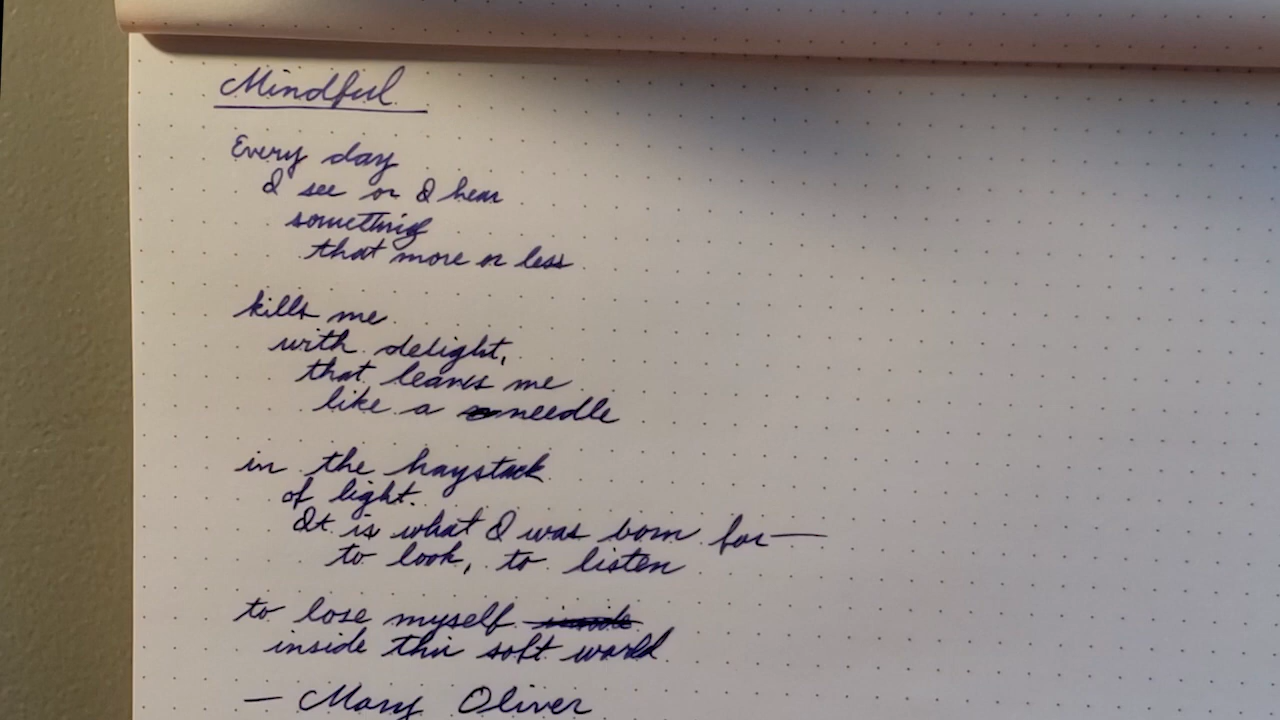 Mindful
Every day
I see or I hear
something
that more or less
kills me
with delight,
that leaves me
like a needle
in the haystack
of light.
It is what I was born for—
to look, to listen
to lose myself inside
inside this soft world
— Mary Oliver